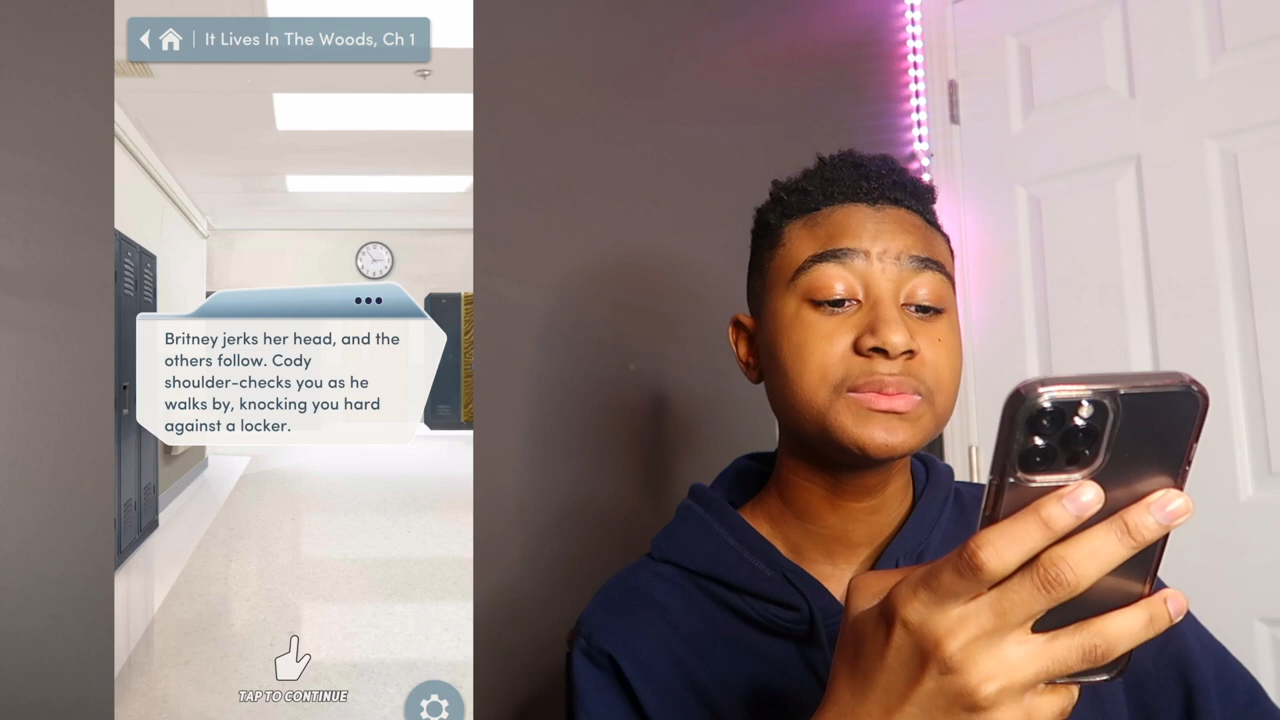 It Lives In The Woods, Ch 1
Britney jerks her head, and the
others follow. Cody
shoulder-checks you as he
walks by, knocking you hard
against a locker.
TAP TO CONTINUE